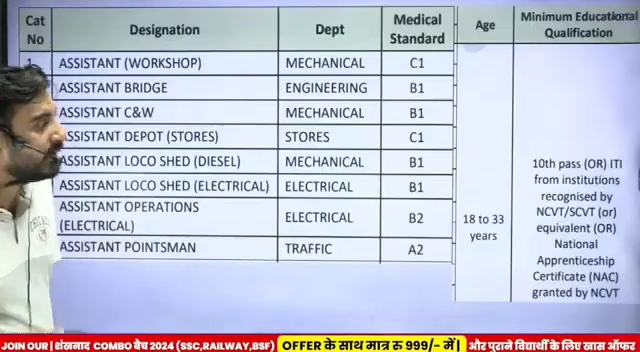 Cat No Designation Dept Medical Standard Age Minimum Educational Qualification
1 ASSISTANT (WORKSHOP) MECHANICAL C1
ASSISTANT BRIDGE ENGINEERING B1
ASSISTANT C&W MECHANICAL B1
ASSISTANT DEPOT (STORES) STORES C1
ASSISTANT LOCO SHED (DIESEL) MECHANICAL B1
ASSISTANT LOCO SHED (ELECTRICAL) ELECTRICAL B1
ASSISTANT OPERATIONS (ELECTRICAL) ELECTRICAL B2
ASSISTANT POINTSMAN TRAFFIC A2
18 to 33
years
10th pass (OR) ITI
from institutions
recognised by
NCVT/SCVT (or)
equivalent (OR)
National
Apprenticeship
Certificate (NAC)
granted by NCVT
JOIN OUR | शंखनाद COMBO बैच 2024 (SSC,RAILWAY,BSF) OFFER के साथ मात्र रु 999/- में | और पुराने विद्यार्थी के लिए खास ऑफर